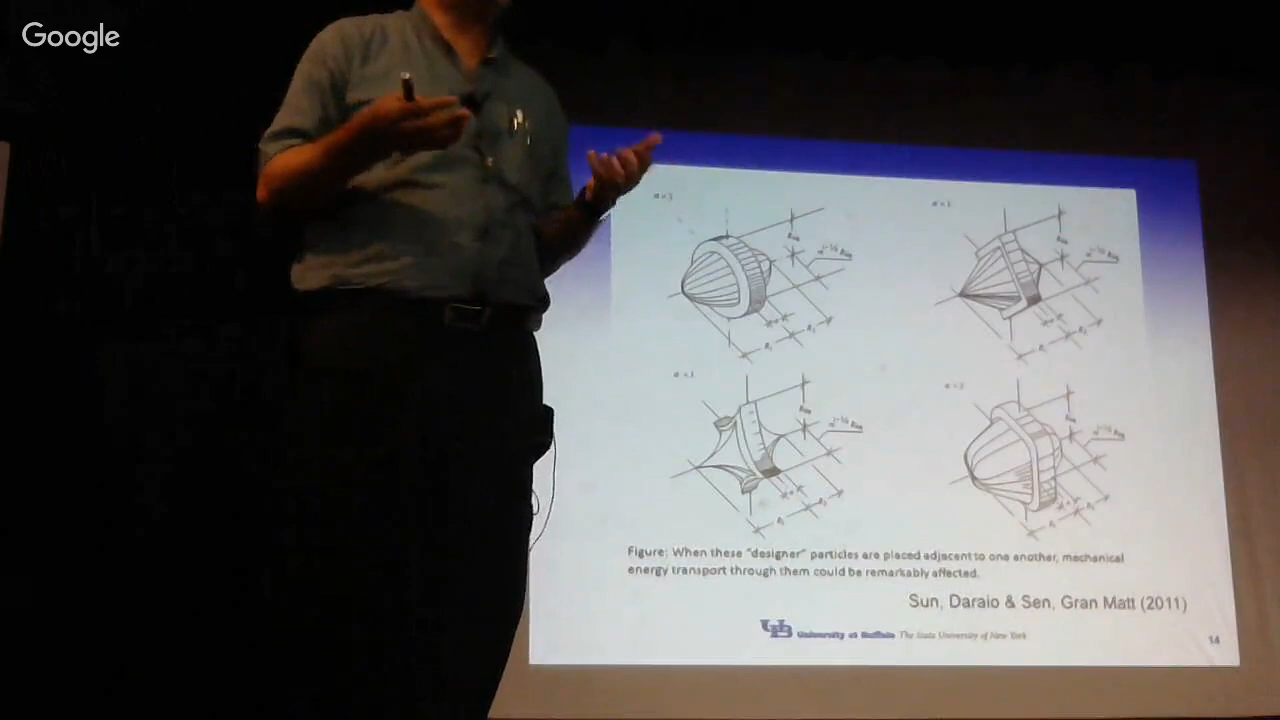 Google
Figure: When these "designer" particles are placed adjacent to one another, mechanical
energy transport through them could be remarkably affected.
Sun, Daraio & Sen, Gran Matt (2011)
UB University at Buffalo The State University of New York
14